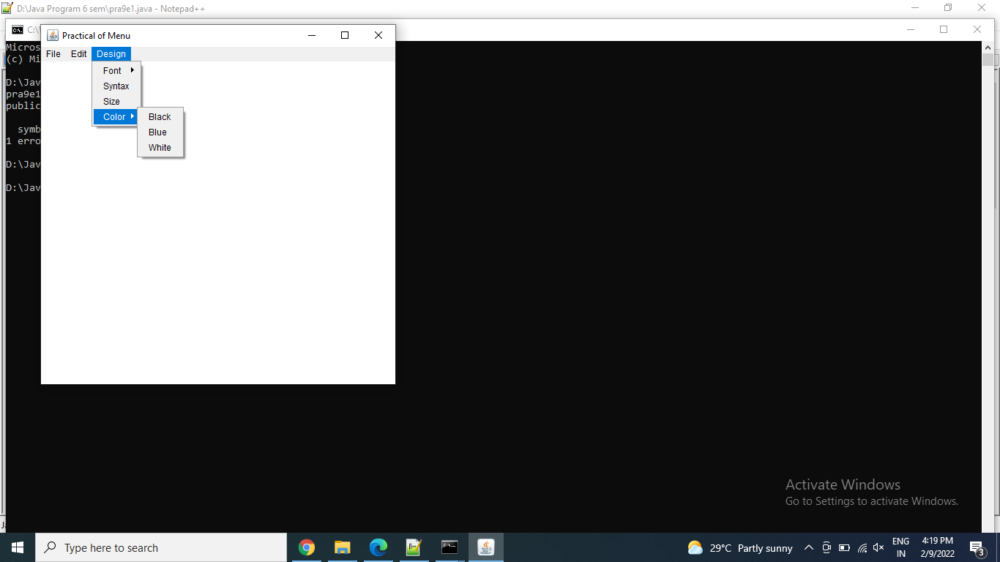 D:\Java Program 6 sem\pra9e1.java - Notepad++
C:\
Practical of Menu
File Edit Design
Font
Syntax
Size
Color
Black
Blue
White
Micros
(c) Mi
D:\Jav
pra9e1
public
symb
1 erro
D:\Jav
D:\Jav
Activate Windows
Go to Settings to activate Windows.
Type here to search
29°C Partly sunny
ENG
IN
4:19 PM
2/9/2022
3